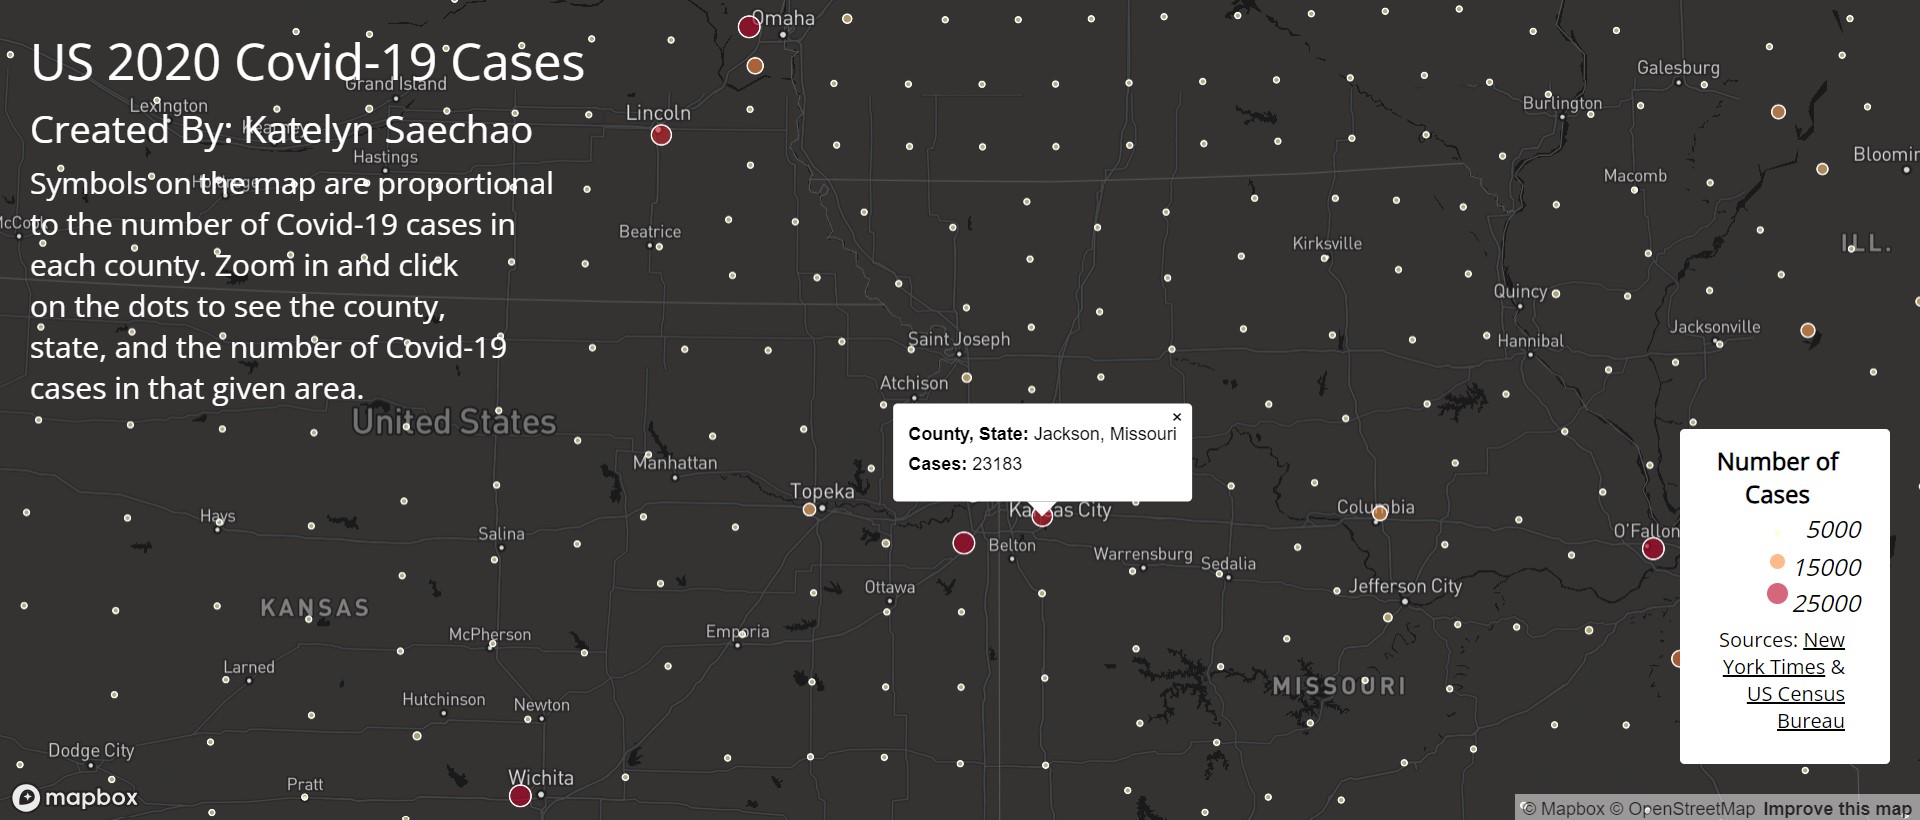 US 2020 Covid-19 Cases
Created By: Katelyn Saechao
Symbols on the map are proportional
to the number of Covid-19 cases in
each county. Zoom in and click
on the dots to see the county,
state, and the number of Covid-19
cases in that given area.
Omaha
Grand Island
Lexington
Kearney
Lincoln
Hastings
Holdrege
Beatrice
Galesburg
Burlington
Macomb
Kirksville
ILL.
Quincy
Jacksonville
Hannibal
Saint Joseph
Atchison
United States
County, State: Jackson, Missouri
Cases: 23183
×
Manhattan
Topeka
Kansas City
Columbia
Hays
Salina
Belton
Warrensburg
Sedalia
O'Fallon
Ottawa
Jefferson City
KANSAS
McPherson
Emporia
Larned
MISSOURI
Hutchinson
Newton
Dodge City
Pratt
Wichita
Number of
Cases
5000
15000
25000
Sources: New
York Times &
US Census
Bureau
mapbox
© Mapbox © OpenStreetMap Improve this map